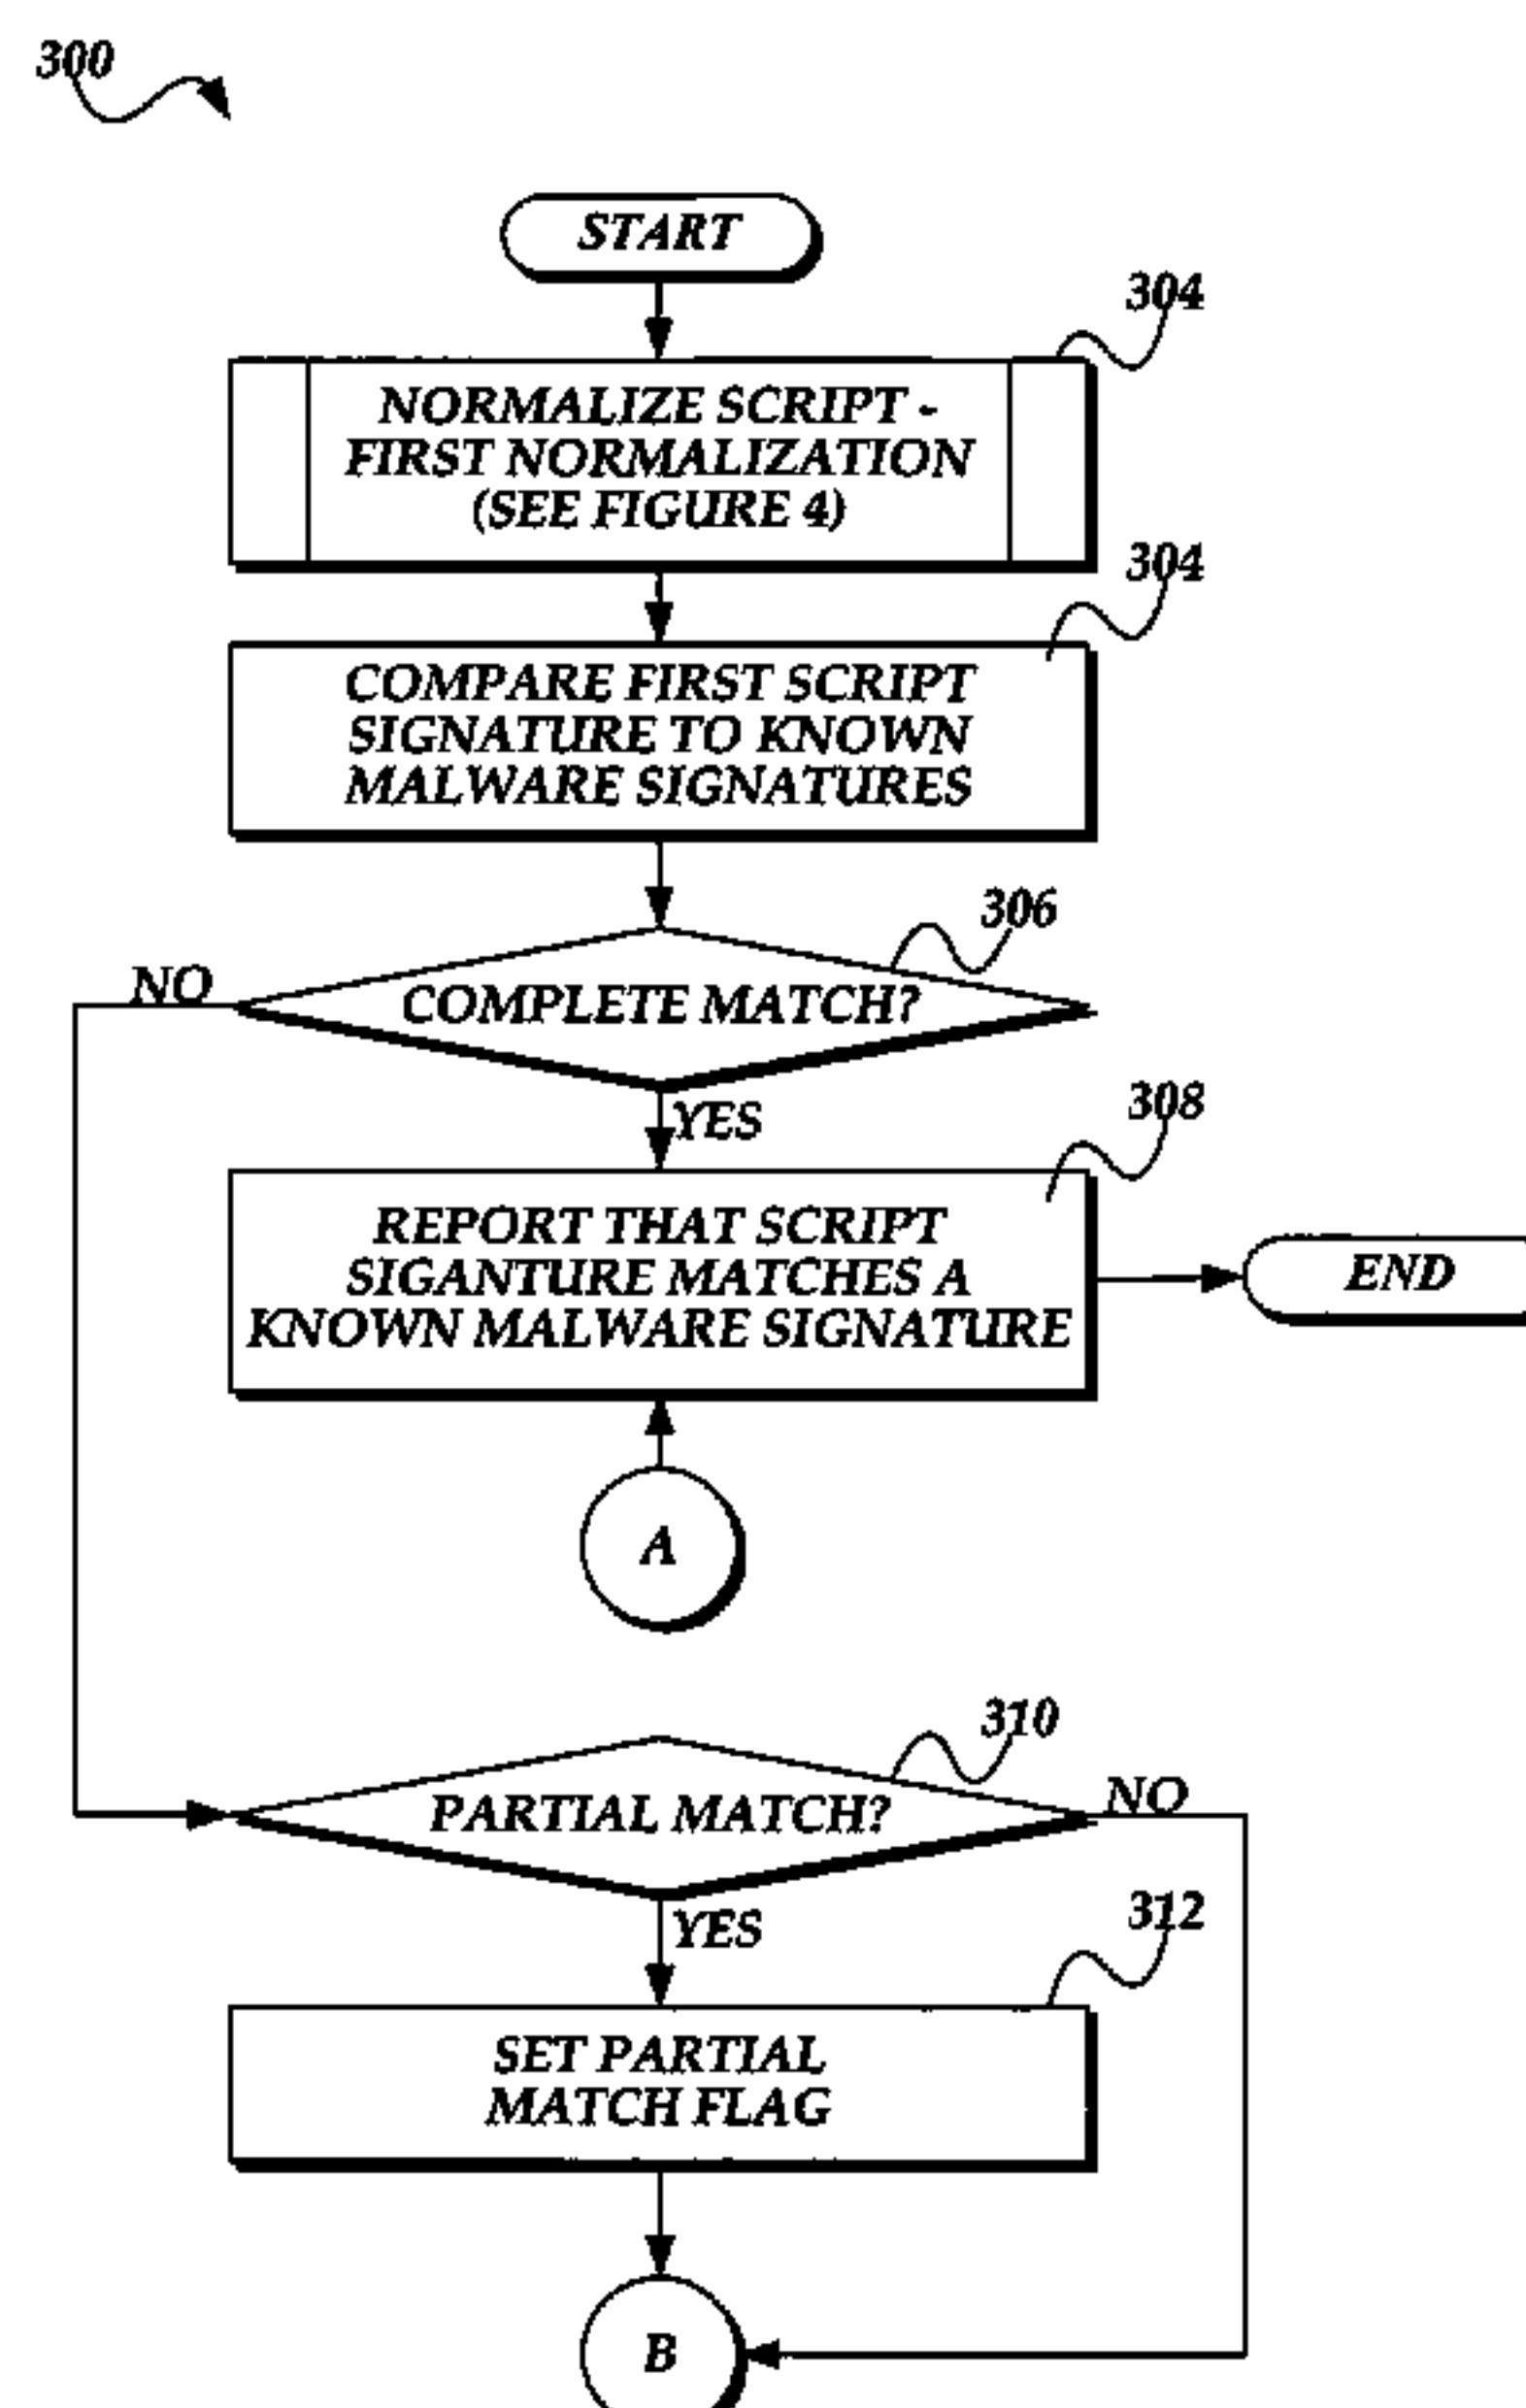 300
START
304
NORMALIZE SCRIPT -
FIRST NORMALIZATION
(SEE FIGURE 4)
304
COMPARE FIRST SCRIPT
SIGNATURE TO KNOWN
MALWARE SIGNATURES
306
NO
COMPLETE MATCH?
YES
308
REPORT THAT SCRIPT
SIGANTURE MATCHES A
KNOWN MALWARE SIGNATURE
END
A
310
PARTIAL MATCH?
NO
YES
312
SET PARTIAL
MATCH FLAG
B